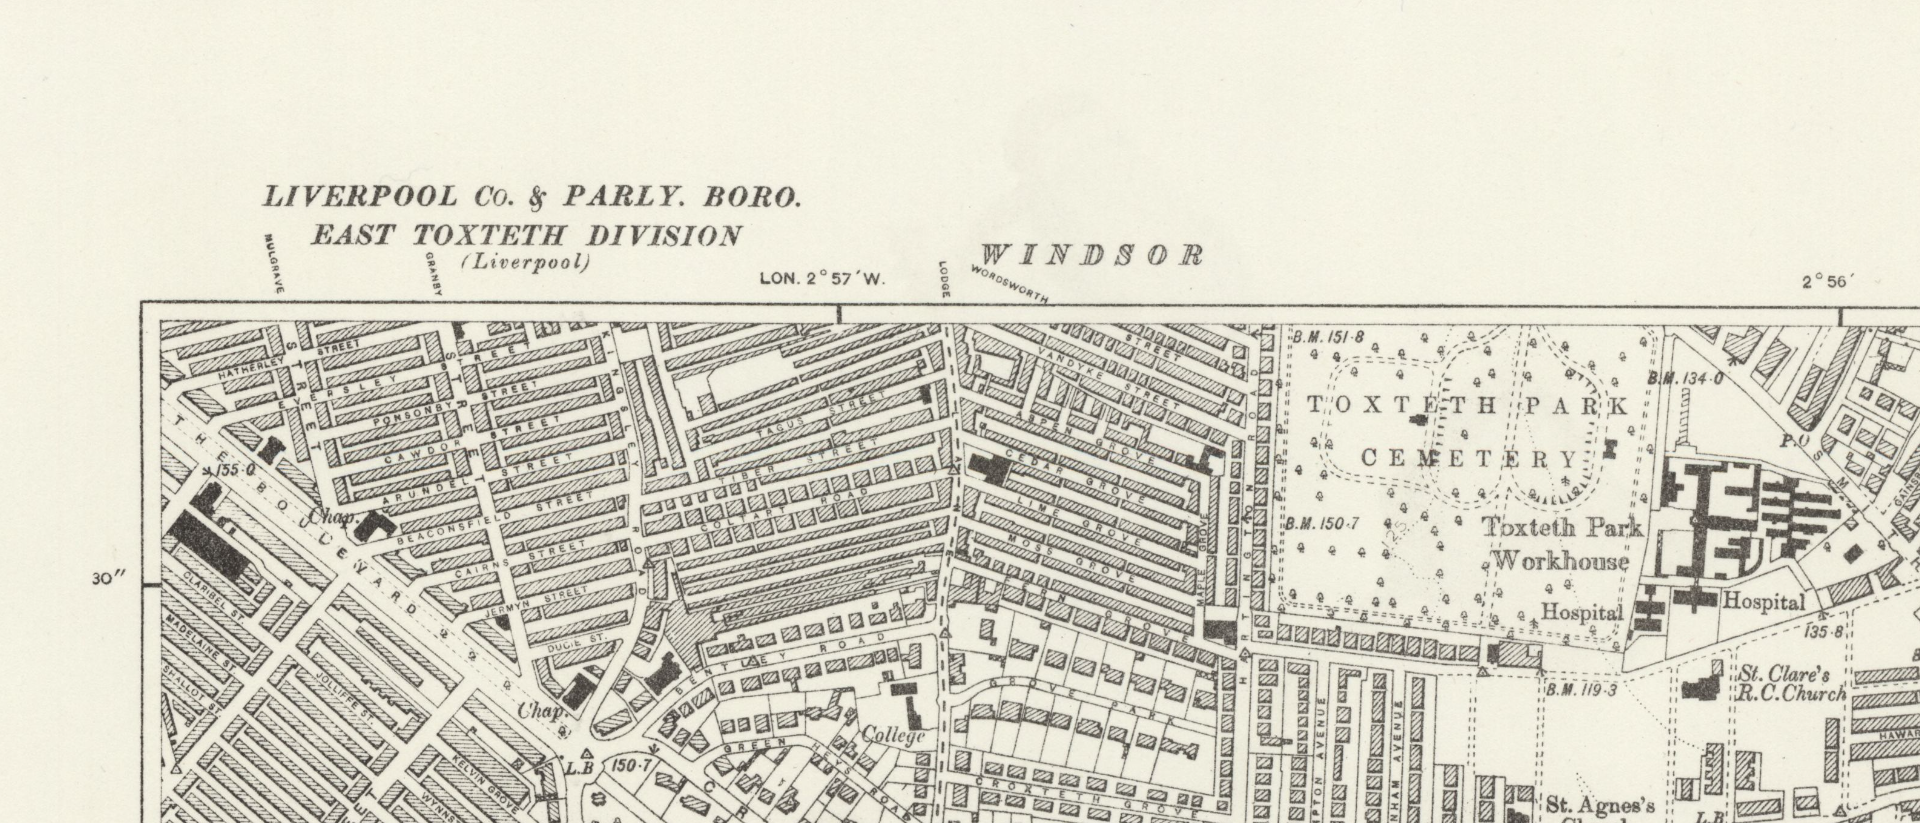 LIVERPOOL Co. & PARLY. BORO.
EAST TOXTETH DIVISION
(Liverpool)
MULGRAVE
GRANBY
LON. 2°57′W.
LODGE
WORDSWORTH
WINDSOR
2°56′
30″
HATHERLEY STREET
STREET
EVERSLEY
STREET
PONSONBY STREET
CAWDOR STREET
ARUNDEL STREET
BEACONSFIELD STREET
CAIRNS STREET
JERMYN STREET
DUCIE ST.
KINGSLEY ROAD
THE BOULEVARD
155·0
Chap.
CLARIBEL ST.
MADELAINE ST.
SHALLOT ST.
JOLLIFFE ST.
KELVIN GROVE
Chap.
L.B
150·7
TAGUS STREET
TIBER STREET
COLTART ROAD
BENTLEY ROAD
GREEN HEYS ROAD
College
STREET
VANDYKE STREET
ASPEN GROVE
CEDAR GROVE
LIME GROVE
MOSS GROVE
FERN GROVE
MAPLE GROVE
HARTINGTON ROAD
GROVE PARK
CROXTETH GROVE
B.M. 151·8
B.M. 134·0
TOXTETH PARK
CEMETERY
P.O
B.M. 150·7
Toxteth Park
Workhouse
Hospital
Hospital
135·8
B.M. 119·3
St. Clare's
R.C. Church
HAWAR
AVENUE
AVENUE
St. Agnes's
L.B.